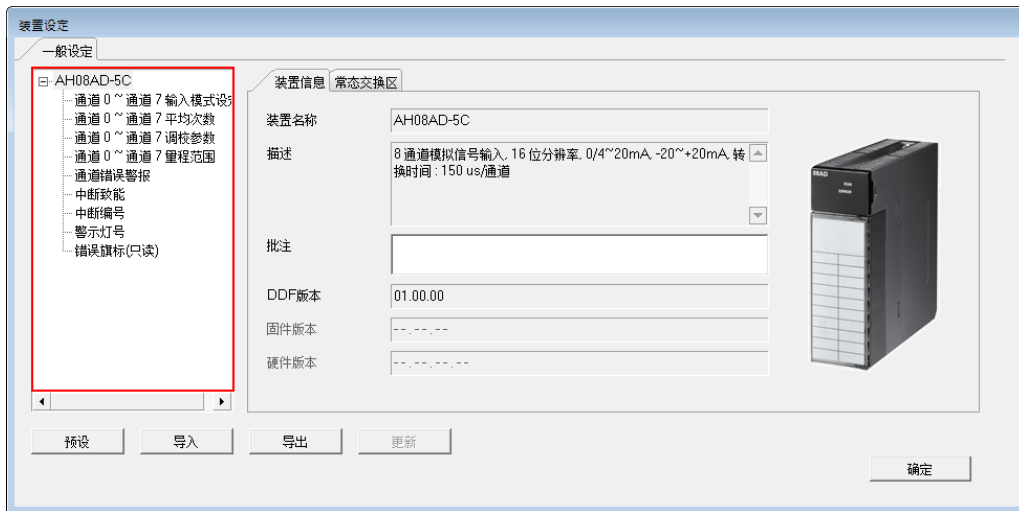 装置设定
一般设定
AH08AD-5C
通道 0 ~ 通道 7 输入模式设
通道 0 ~ 通道 7 平均次数
通道 0 ~ 通道 7 调校参数
通道 0 ~ 通道 7 量程范围
通道错误警报
中断致能
中断编号
警示灯号
错误旗标(只读)
装置信息 常态交换区
装置名称 AH08AD-5C
描述 8 通道模拟信号输入, 16 位分辨率, 0/4~20mA, -20~+20mA, 转
换时间 : 150 us/通道
批注
DDF版本 01.00.00
固件版本 --.--.--
硬件版本 --.--.--.--
08AD
RUN
ERROR
预设 导入 导出 更新
确定